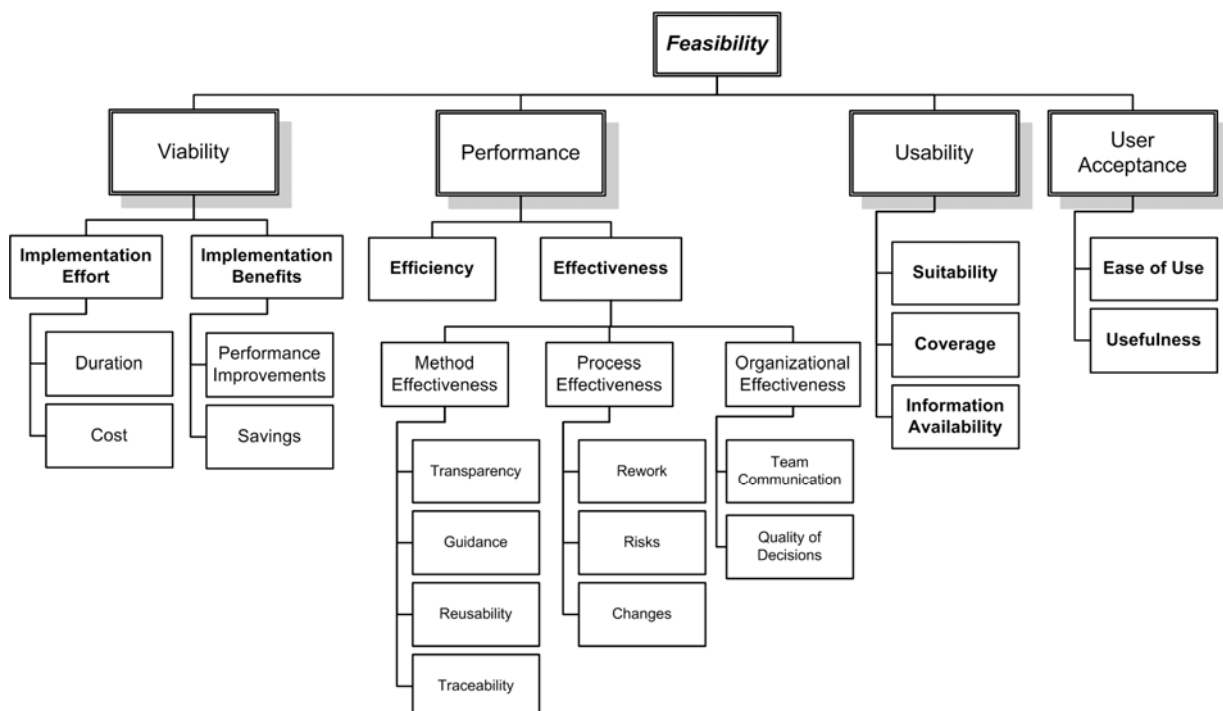 Feasibility
Viability
Performance
Usability
User
Acceptance
Implementation
Effort
Implementation
Benefits
Efficiency
Effectiveness
Suitability
Ease of Use
Duration
Performance
Improvements
Method
Effectiveness
Process
Effectiveness
Organizational
Effectiveness
Coverage
Usefulness
Cost
Savings
Information
Availability
Transparency
Rework
Team
Communication
Guidance
Risks
Quality of
Decisions
Reusability
Changes
Traceability